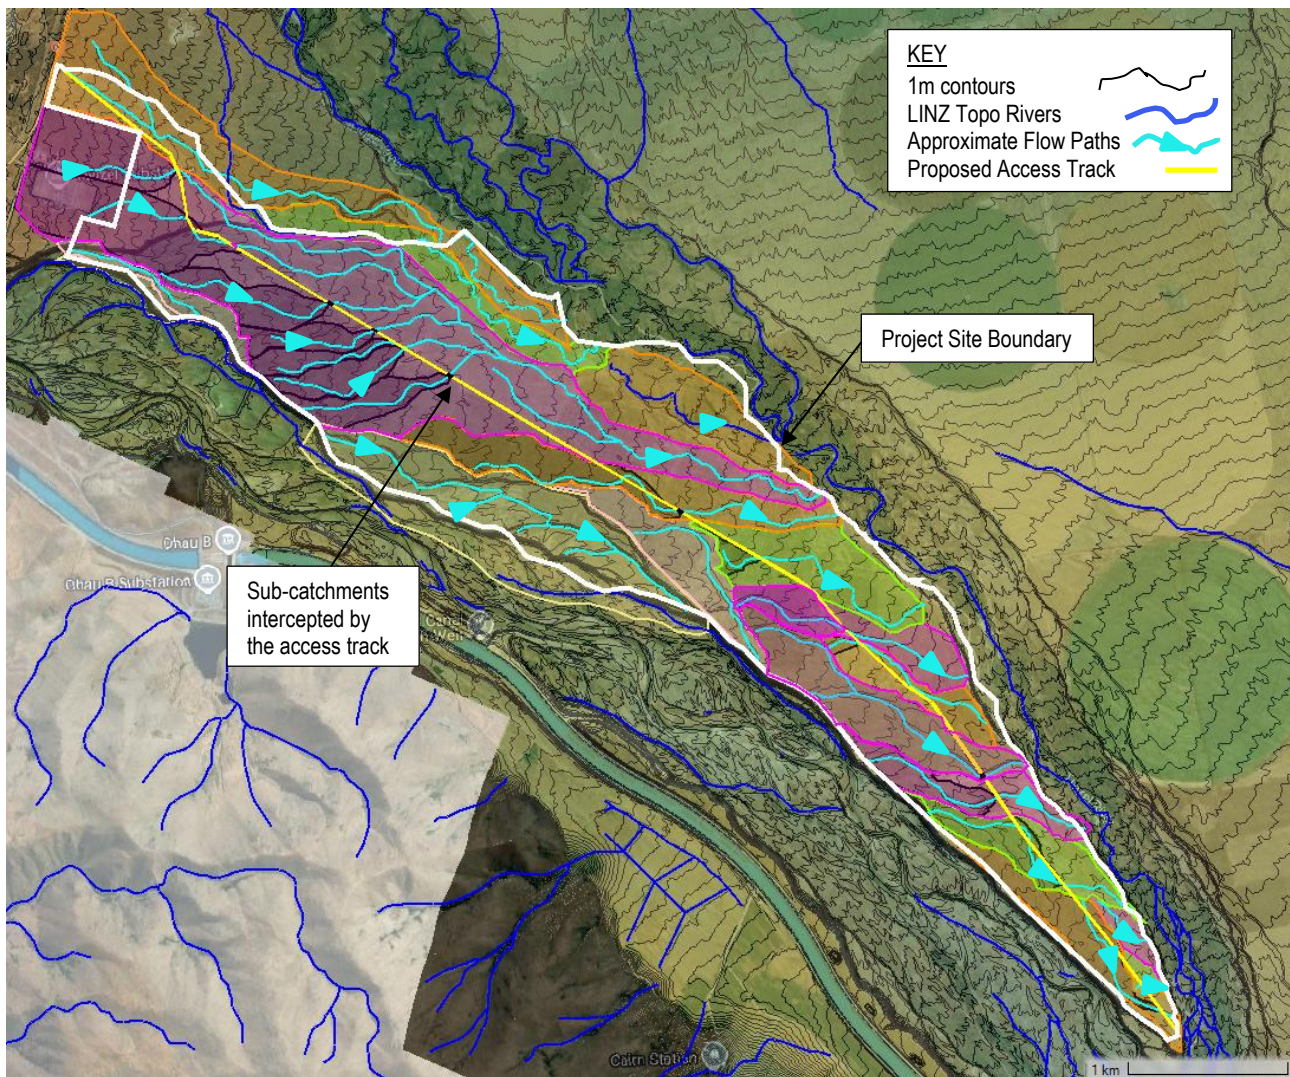 KEY
1m contours
LINZ Topo Rivers
Approximate Flow Paths
Proposed Access Track
Project Site Boundary
Ohau B
Ohau B Substation
Sub-catchments
intercepted by
the access track
Cairn Station
1 km